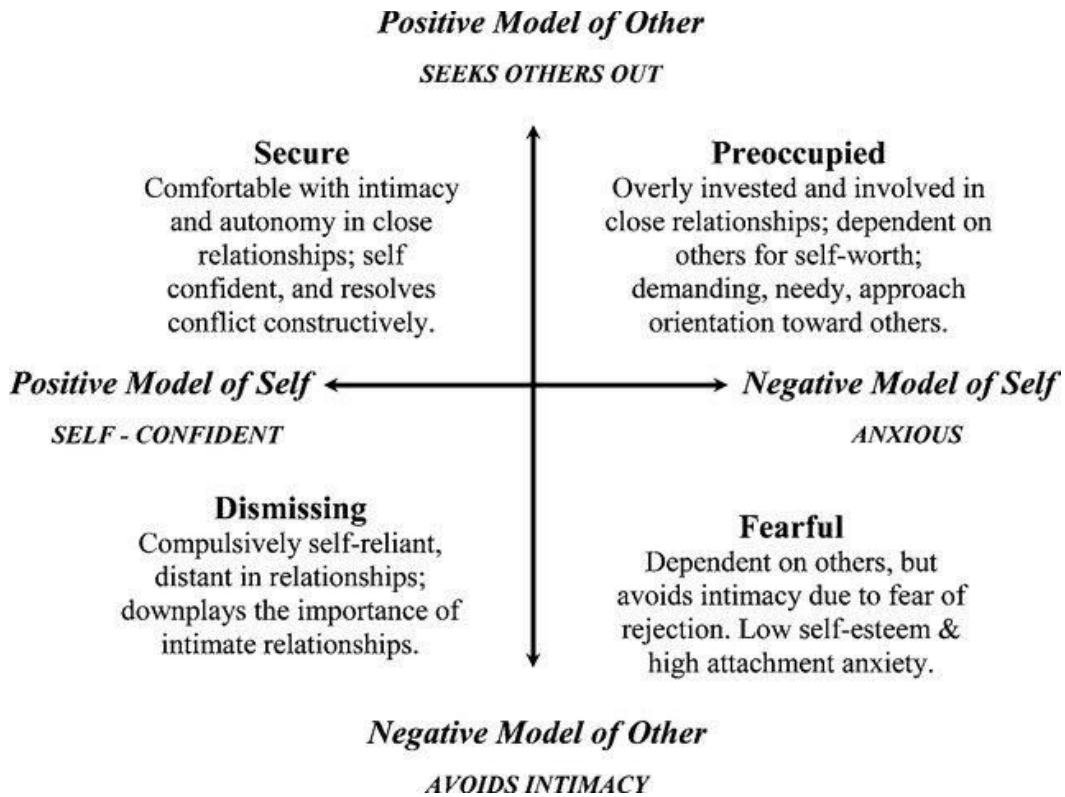 Positive Model of Other
SEEKS OTHERS OUT
Secure
Comfortable with intimacy
and autonomy in close
relationships; self
confident, and resolves
conflict constructively.
Preoccupied
Overly invested and involved in
close relationships; dependent on
others for self-worth;
demanding, needy, approach
orientation toward others.
Positive Model of Self
SELF - CONFIDENT
Negative Model of Self
ANXIOUS
Dismissing
Compulsively self-reliant,
distant in relationships;
downplays the importance of
intimate relationships.
Fearful
Dependent on others, but
avoids intimacy due to fear of
rejection. Low self-esteem &
high attachment anxiety.
Negative Model of Other
AVOIDS INTIMACY